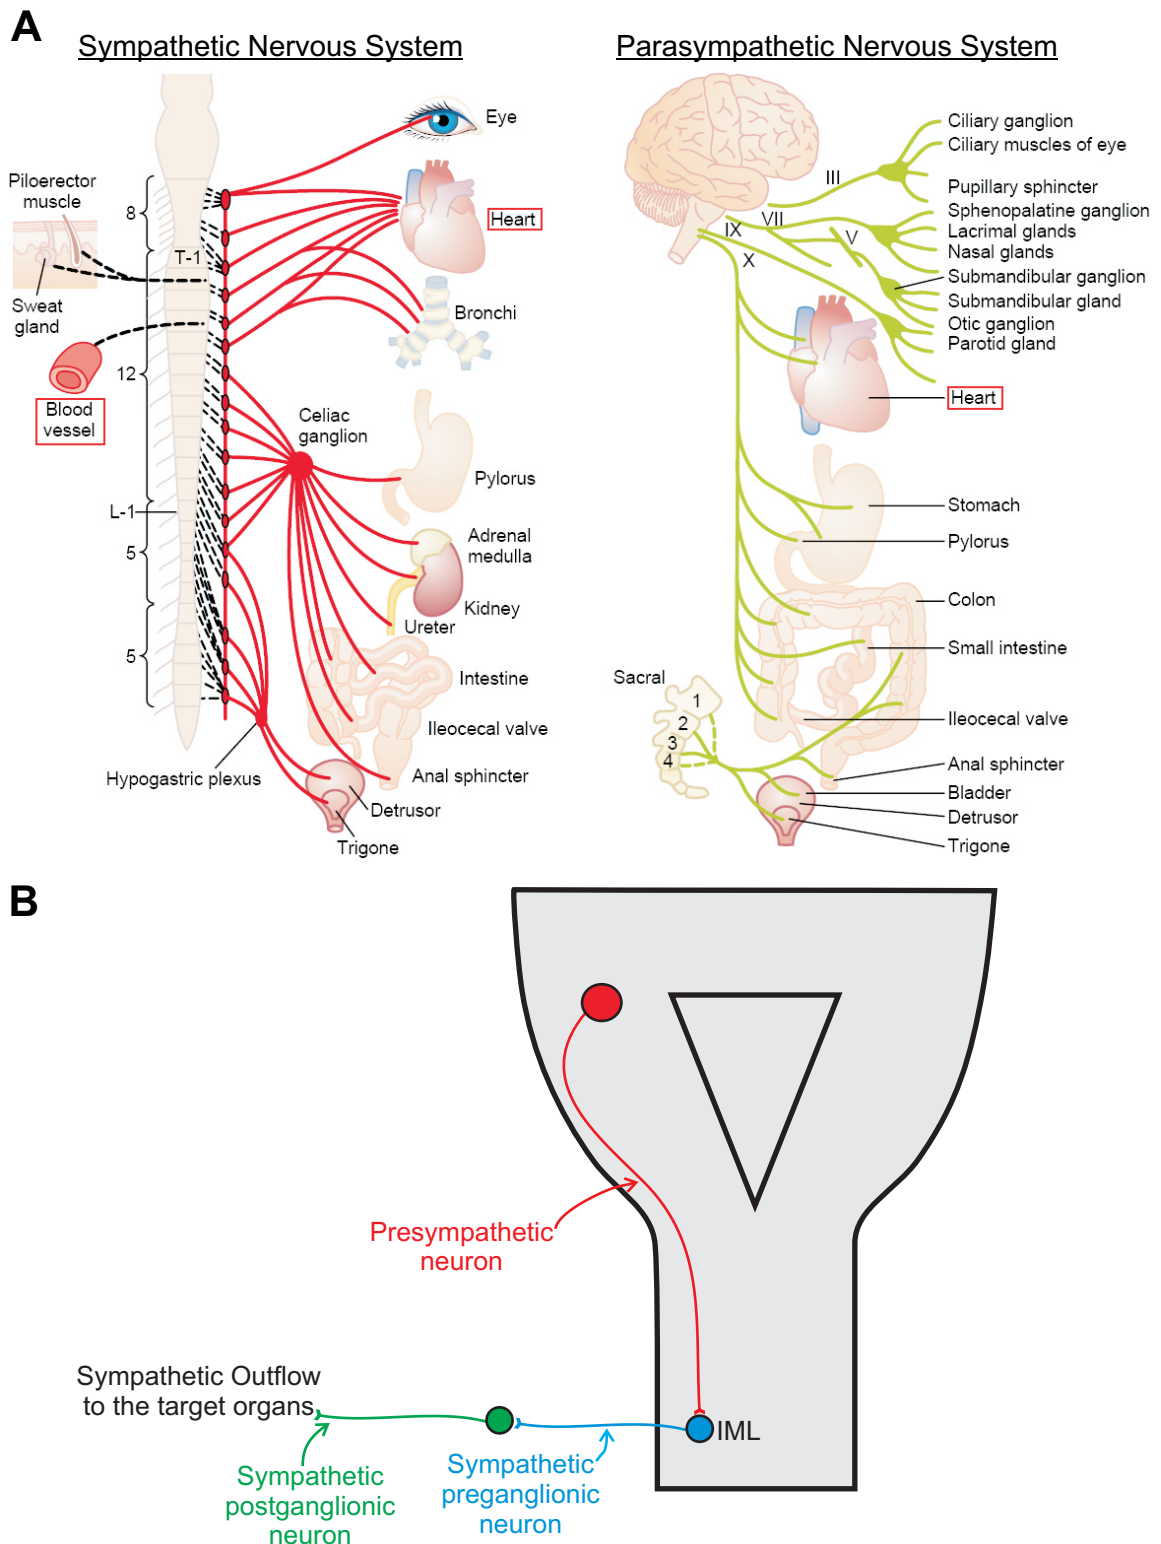 A
Sympathetic Nervous System
Eye
Piloerector
muscle
8
Heart
T-1
Sweat
gland
Bronchi
12
Blood
vessel
Celiac
ganglion
Pylorus
L-1
Adrenal
medulla
5
Kidney
Ureter
5
Intestine
Ileocecal valve
Hypogastric plexus
Anal sphincter
Detrusor
Trigone
Parasympathetic Nervous System
Ciliary ganglion
Ciliary muscles of eye
III
Pupillary sphincter
Sphenopalatine ganglion
VII
IX
Lacrimal glands
V
Nasal glands
X
Submandibular ganglion
Submandibular gland
Otic ganglion
Parotid gland
Heart
Stomach
Pylorus
Colon
Small intestine
Sacral
1
2
3
4
Ileocecal valve
Anal sphincter
Bladder
Detrusor
Trigone
B
Presympathetic
neuron
Sympathetic Outflow
to the target organs
IML
Sympathetic
postganglionic
neuron
Sympathetic
preganglionic
neuron